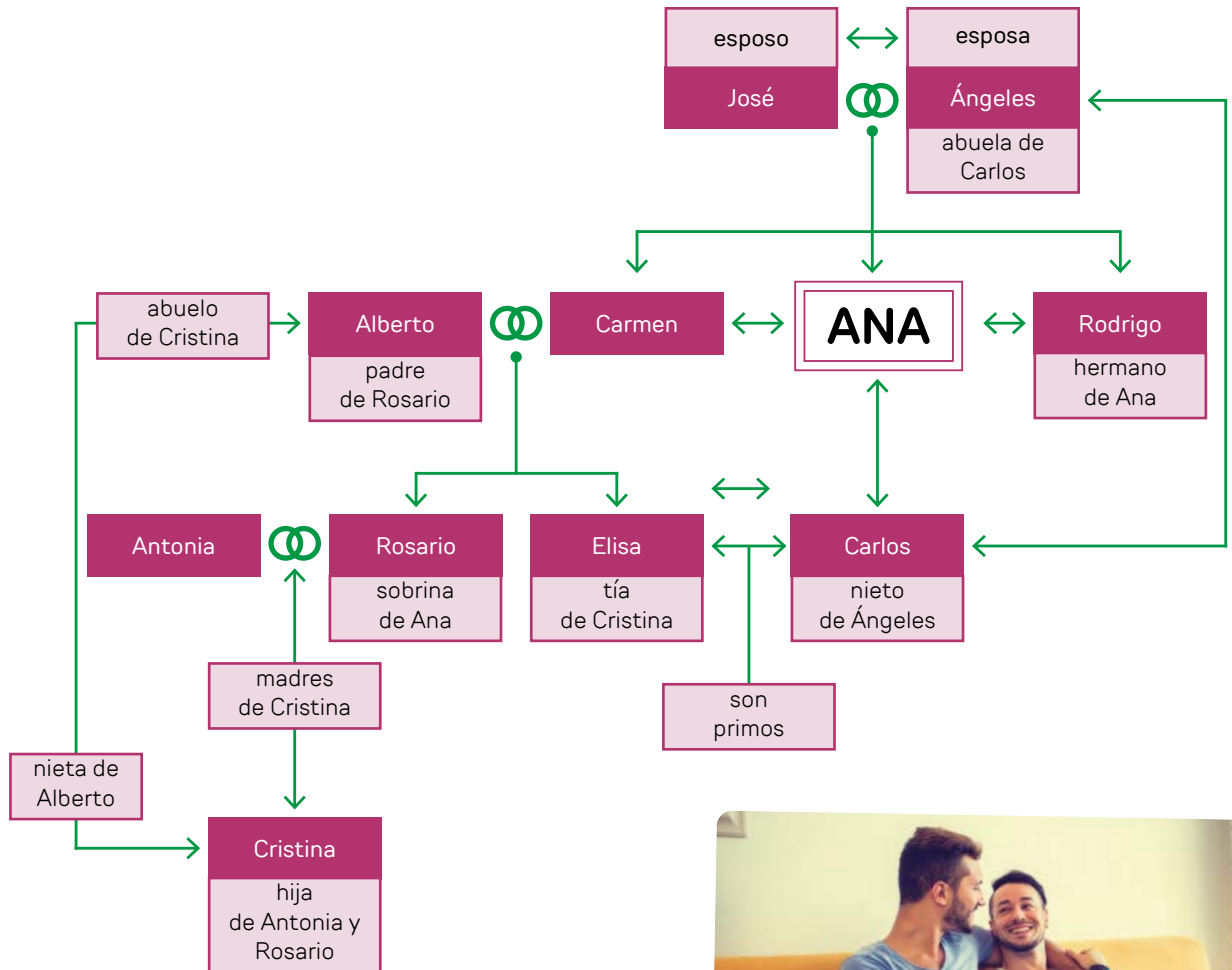 esposo
esposa
José
Ángeles
abuela de
Carlos
abuelo
de Cristina
Alberto
padre
de Rosario
Carmen
ANA
Rodrigo
hermano
de Ana
Antonia
Rosario
sobrina
de Ana
Elisa
tía
de Cristina
Carlos
nieto
de Ángeles
madres
de Cristina
son
primos
nieta de
Alberto
Cristina
hija
de Antonia y
Rosario